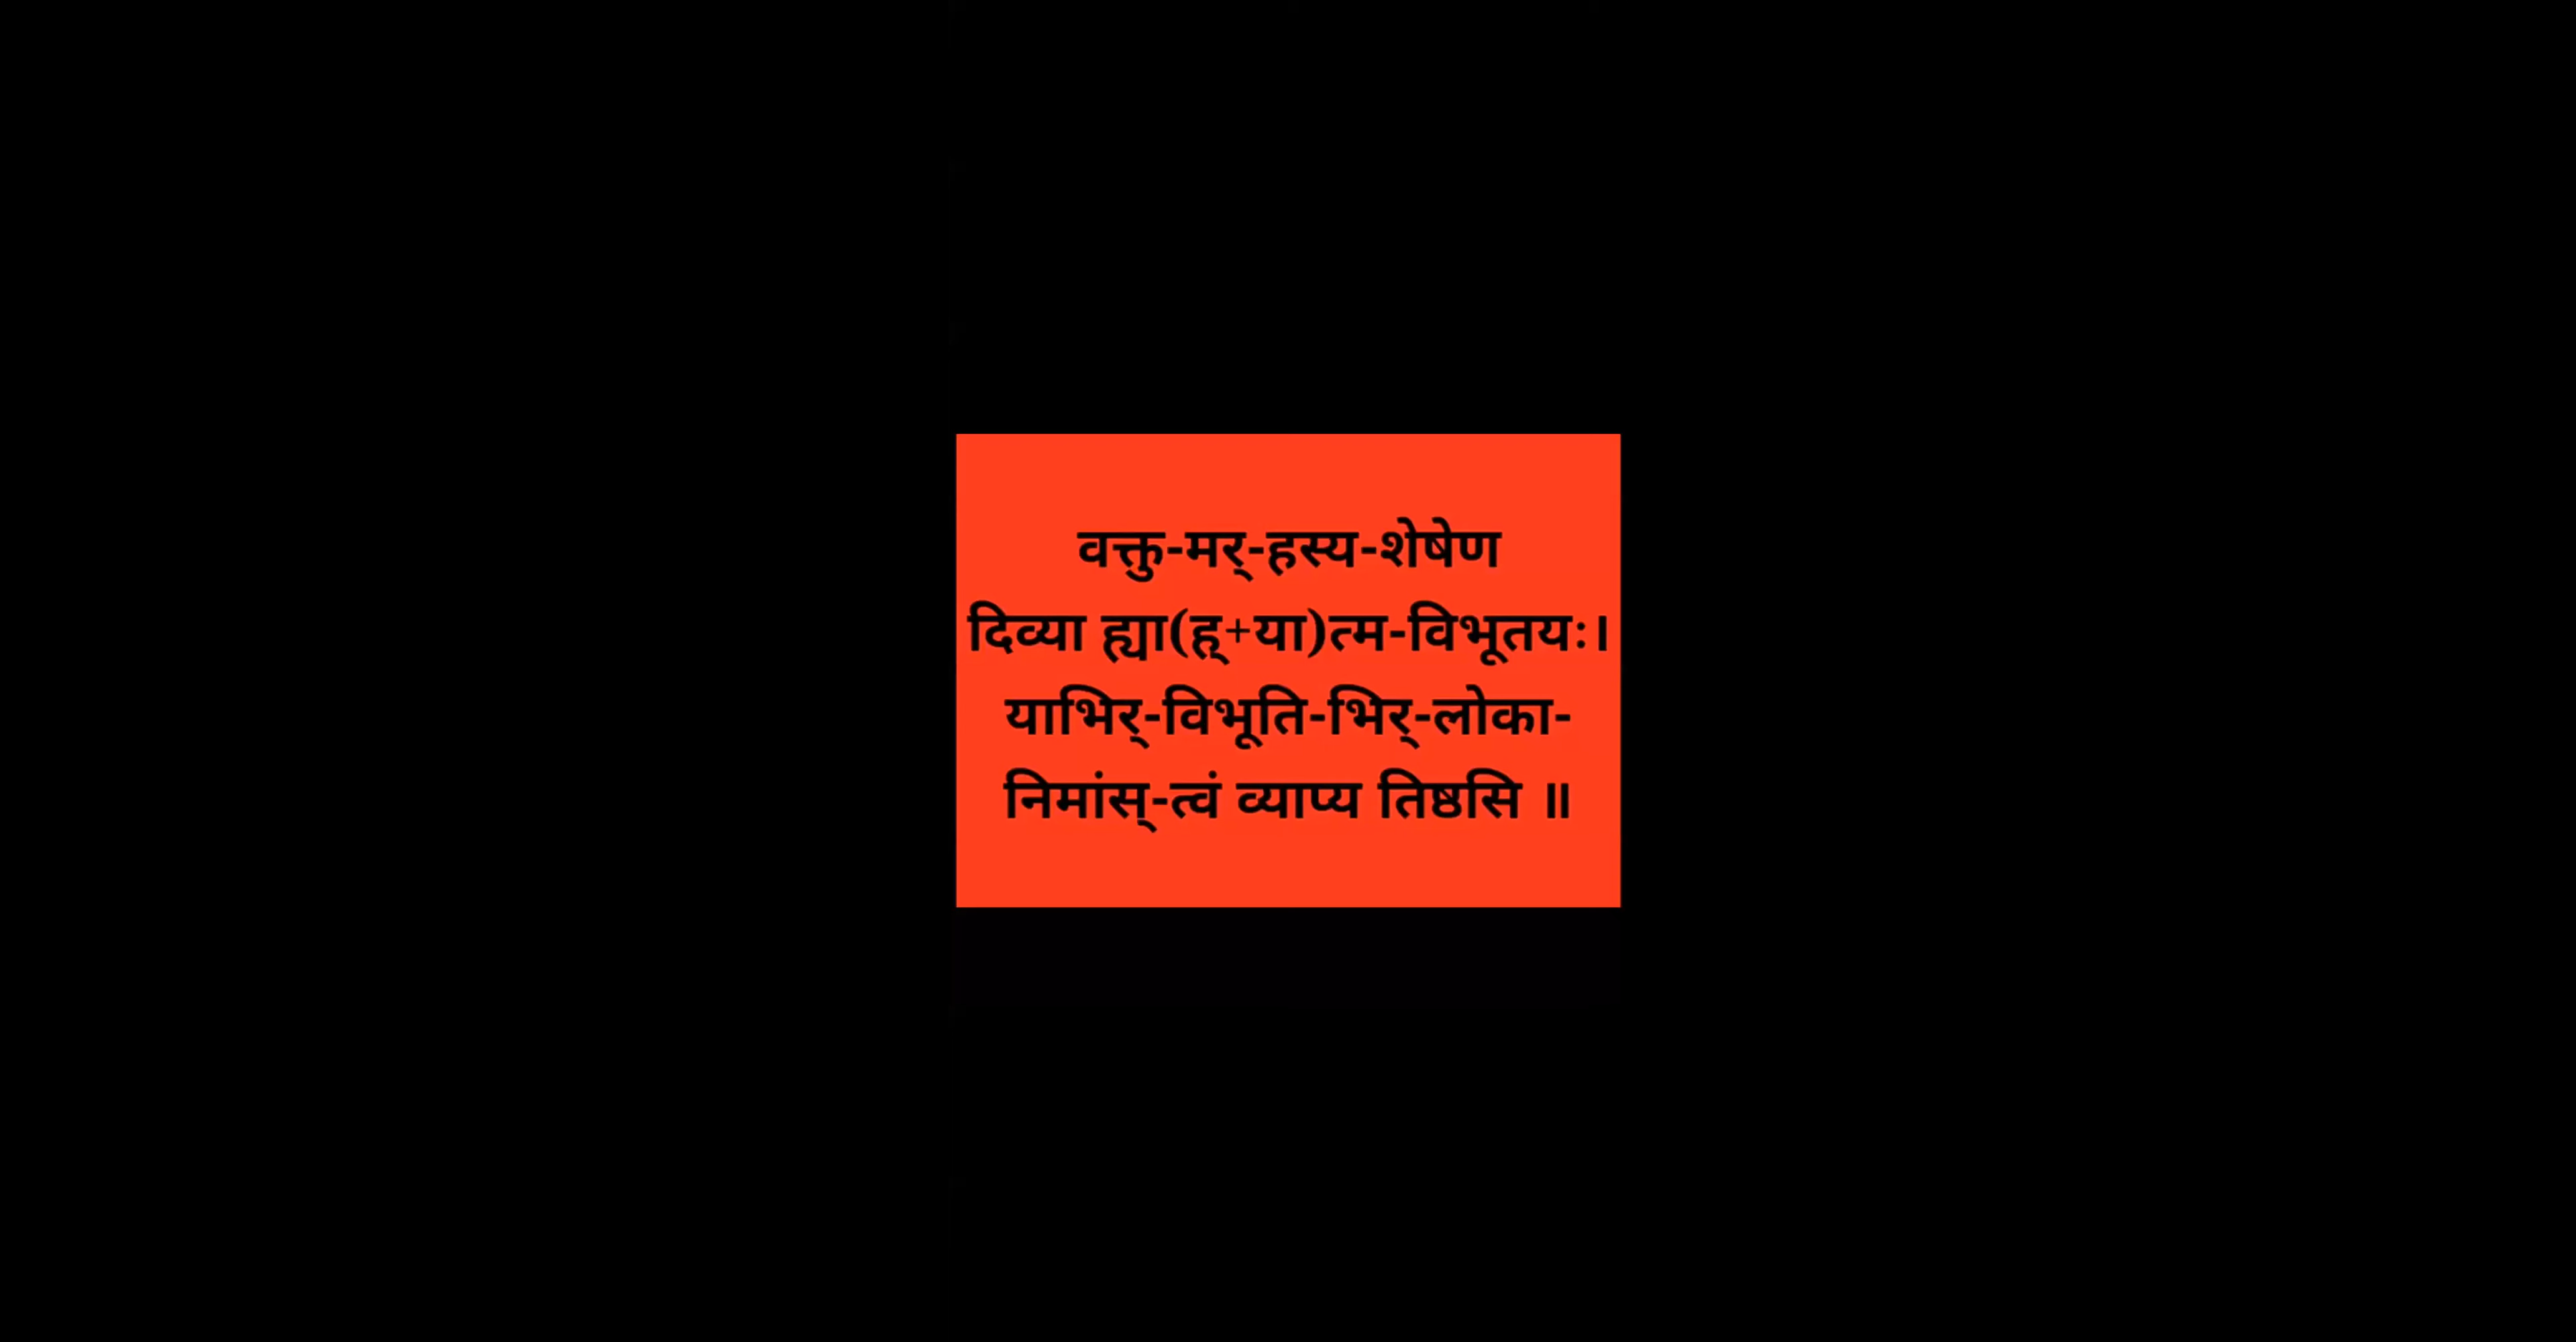 वक्तु-मर्-हस्य-शेषेण
दिव्या ह्या(ह्+या)त्म-विभूतयः।
याभिर्-विभूति-भिर्-लोका-
निमांस्-त्वं व्याप्य तिष्ठसि ॥